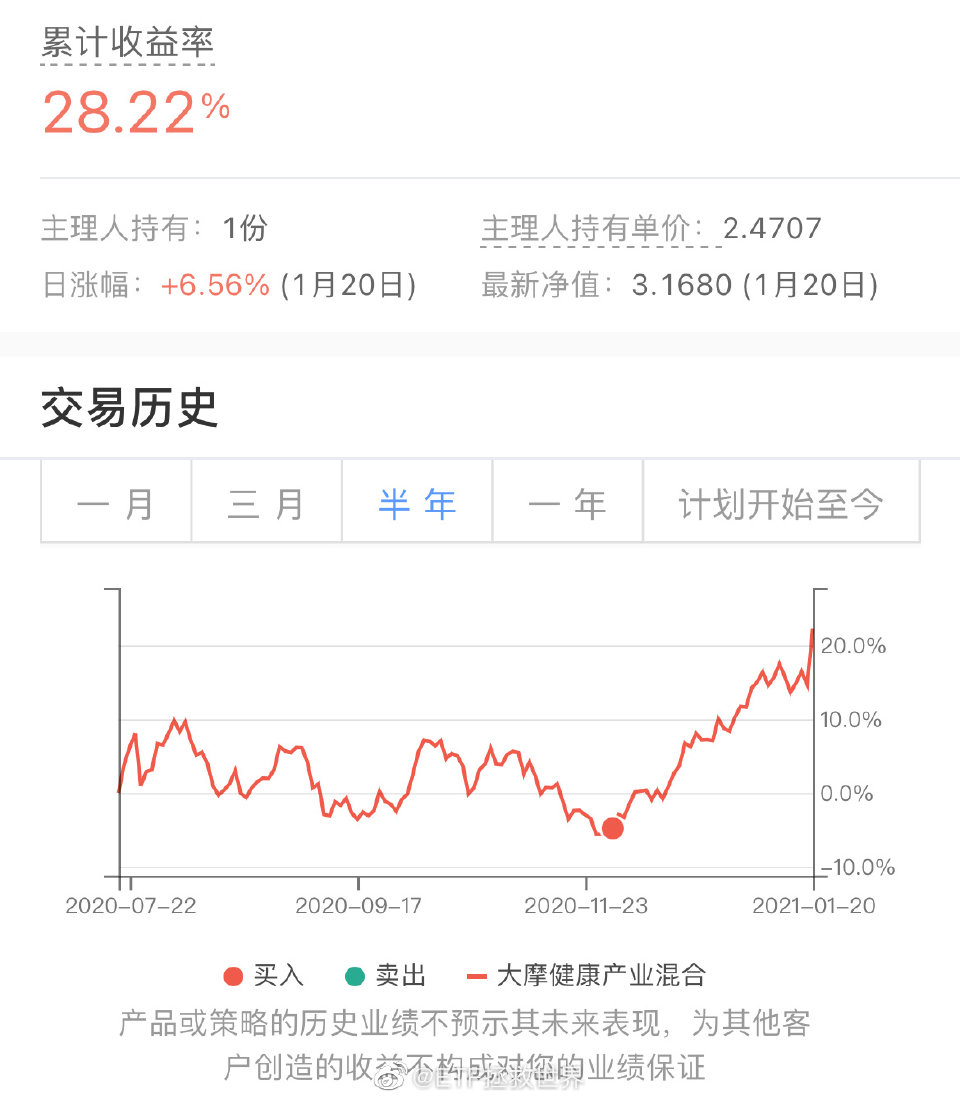 累计收益率
28.22%
主理人持有： 1份 主理人持有单价： 2.4707
日涨幅： +6.56% (1月20日) 最新净值： 3.1680 (1月20日)
交易历史
一月 三月 半年 一年 计划开始至今
20.0%
10.0%
0.0%
-10.0%
2020-07-22 2020-09-17 2020-11-23 2021-01-20
买入 卖出 大摩健康产业混合
产品或策略的历史业绩不预示其未来表现，为其他客
户创造的收益不构成对您的业绩保证
@ETF拯救世界